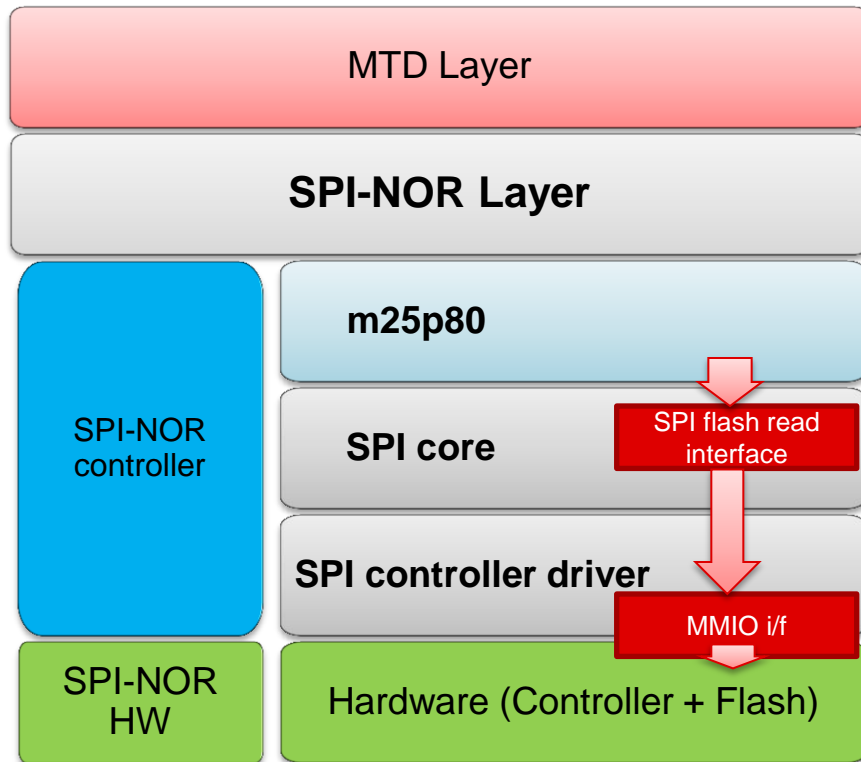 MTD Layer
SPI-NOR Layer
m25p80
SPI-NOR
controller
SPI core
SPI flash read
interface
SPI controller driver
MMIO i/f
SPI-NOR
HW
Hardware (Controller + Flash)